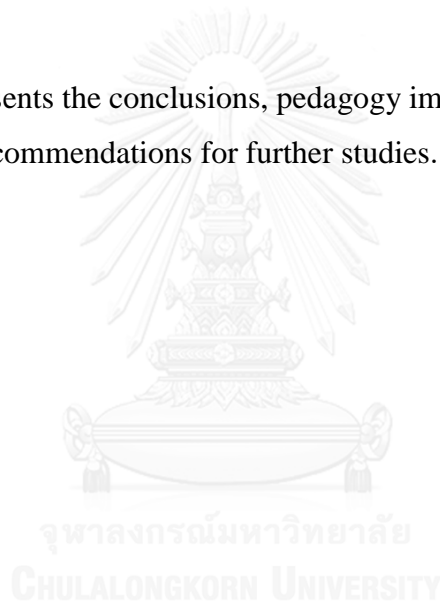 sents the conclusions, pedagogy im
commendations for further studies.
จุฬาลงกรณ์มหาวิทยาลัย
CHULALONGKORN UNIVERSITY